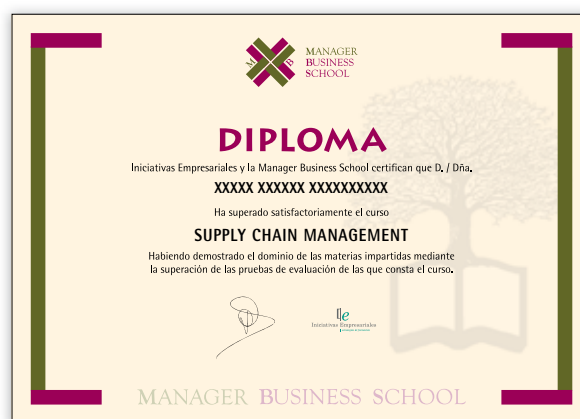 M B
MANAGER
BUSINESS
SCHOOL
DIPLOMA
Iniciativas Empresariales y la Manager Business School certifican que D. / Dña.
XXXXX XXXXXX XXXXXXXXXX
Ha superado satisfactoriamente el curso
SUPPLY CHAIN MANAGEMENT
Habiendo demostrado el dominio de las materias impartidas mediante
la superación de las pruebas de evaluación de las que consta el curso.
Iniciativas Empresariales
MANAGER BUSINESS SCHOOL